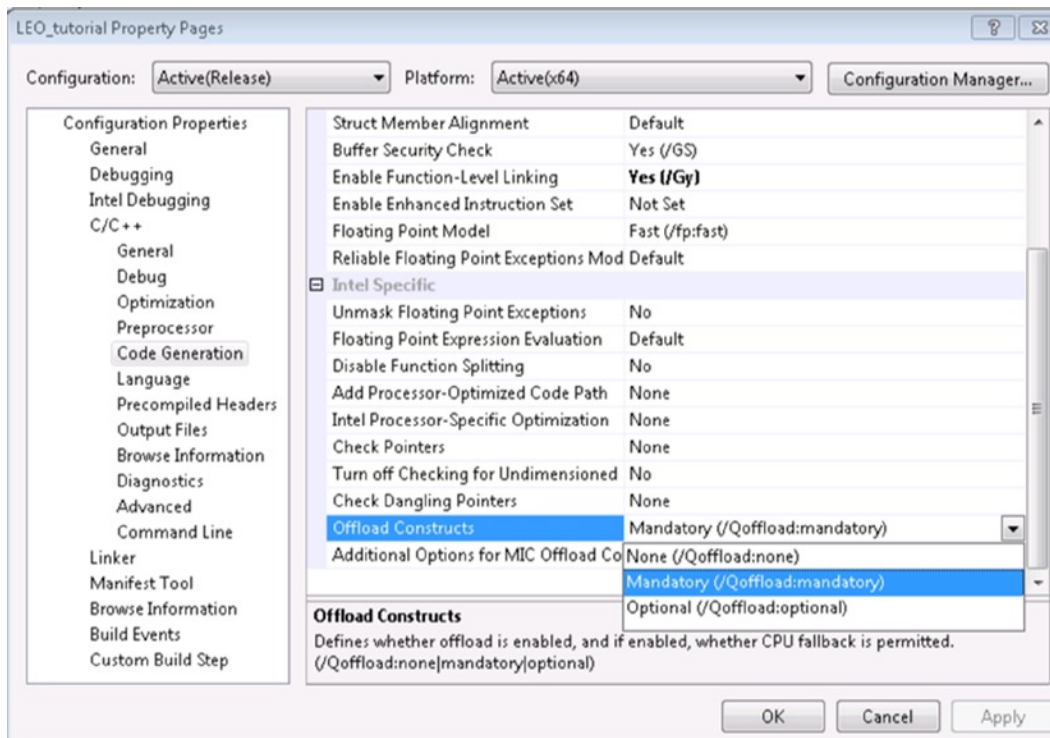 LEO_tutorial Property Pages
Configuration: Active(Release) Platform: Active(x64) Configuration Manager...
Configuration Properties
General
Debugging
Intel Debugging
C/C++
General
Debug
Optimization
Preprocessor
Code Generation
Language
Precompiled Headers
Output Files
Browse Information
Diagnostics
Advanced
Command Line
Linker
Manifest Tool
Browse Information
Build Events
Custom Build Step
Struct Member Alignment Default
Buffer Security Check Yes (/GS)
Enable Function-Level Linking Yes (/Gy)
Enable Enhanced Instruction Set Not Set
Floating Point Model Fast (/fp:fast)
Reliable Floating Point Exceptions Mod Default
Intel Specific
Unmask Floating Point Exceptions No
Floating Point Expression Evaluation Default
Disable Function Splitting No
Add Processor-Optimized Code Path None
Intel Processor-Specific Optimization None
Check Pointers None
Turn off Checking for Undimensioned No
Check Dangling Pointers None
Offload Constructs Mandatory (/Qoffload:mandatory)
Additional Options for MIC Offload Co None (/Qoffload:none)
Mandatory (/Qoffload:mandatory)
Optional (/Qoffload:optional)
Offload Constructs
Defines whether offload is enabled, and if enabled, whether CPU fallback is permitted.
(/Qoffload:none|mandatory|optional)
OK Cancel Apply